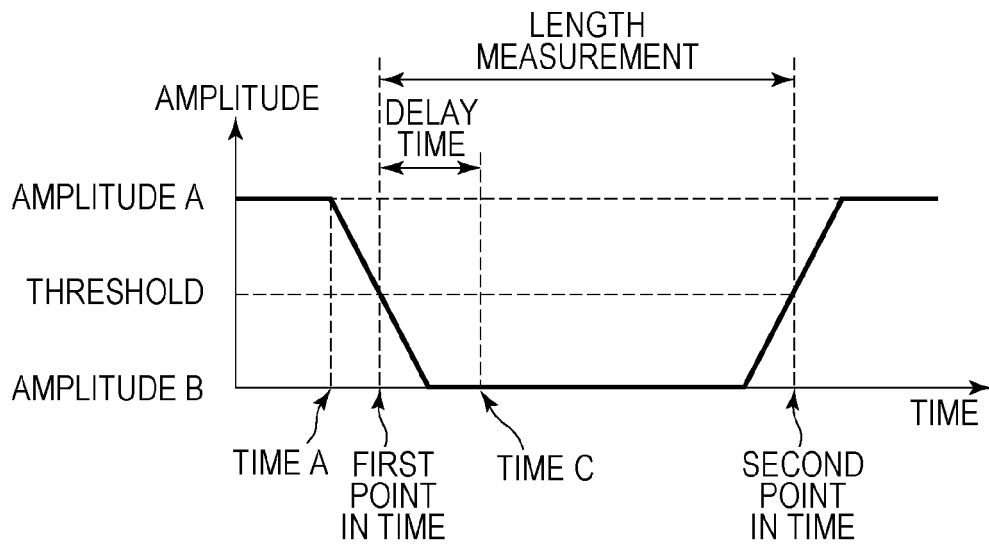 LENGTH
MEASUREMENT
AMPLITUDE
DELAY
TIME
AMPLITUDE A
THRESHOLD
AMPLITUDE B
TIME
TIME A
FIRST
POINT
IN TIME
TIME C
SECOND
POINT
IN TIME